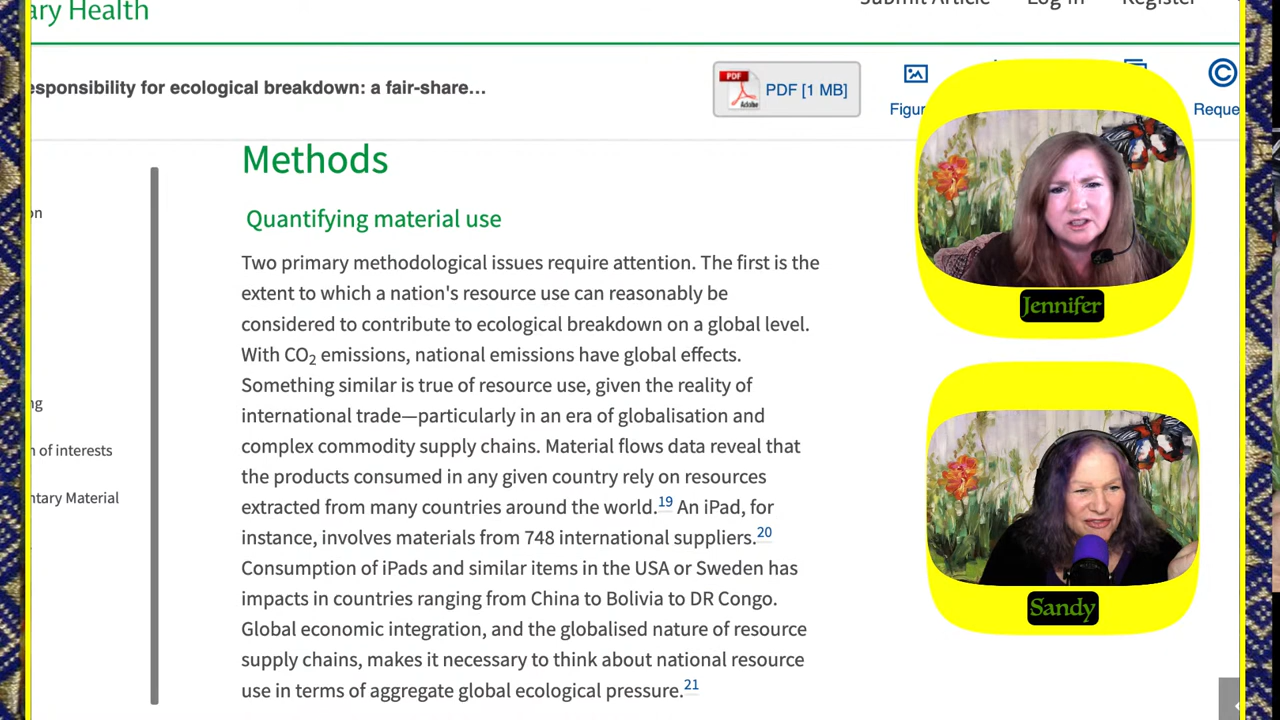 ary Health
Submit Article Log in Register
esponsibility for ecological breakdown: a fair-share…
PDF
Adobe
PDF [1 MB]
Figur
Reque
Methods
Quantifying material use
Two primary methodological issues require attention. The first is the
extent to which a nation's resource use can reasonably be
considered to contribute to ecological breakdown on a global level.
With CO2 emissions, national emissions have global effects.
Something similar is true of resource use, given the reality of
international trade—particularly in an era of globalisation and
complex commodity supply chains. Material flows data reveal that
the products consumed in any given country rely on resources
extracted from many countries around the world.19 An iPad, for
instance, involves materials from 748 international suppliers.20
Consumption of iPads and similar items in the USA or Sweden has
impacts in countries ranging from China to Bolivia to DR Congo.
Global economic integration, and the globalised nature of resource
supply chains, makes it necessary to think about national resource
use in terms of aggregate global ecological pressure.21
on
ng
n of interests
ntary Material
Jennifer
Sandy